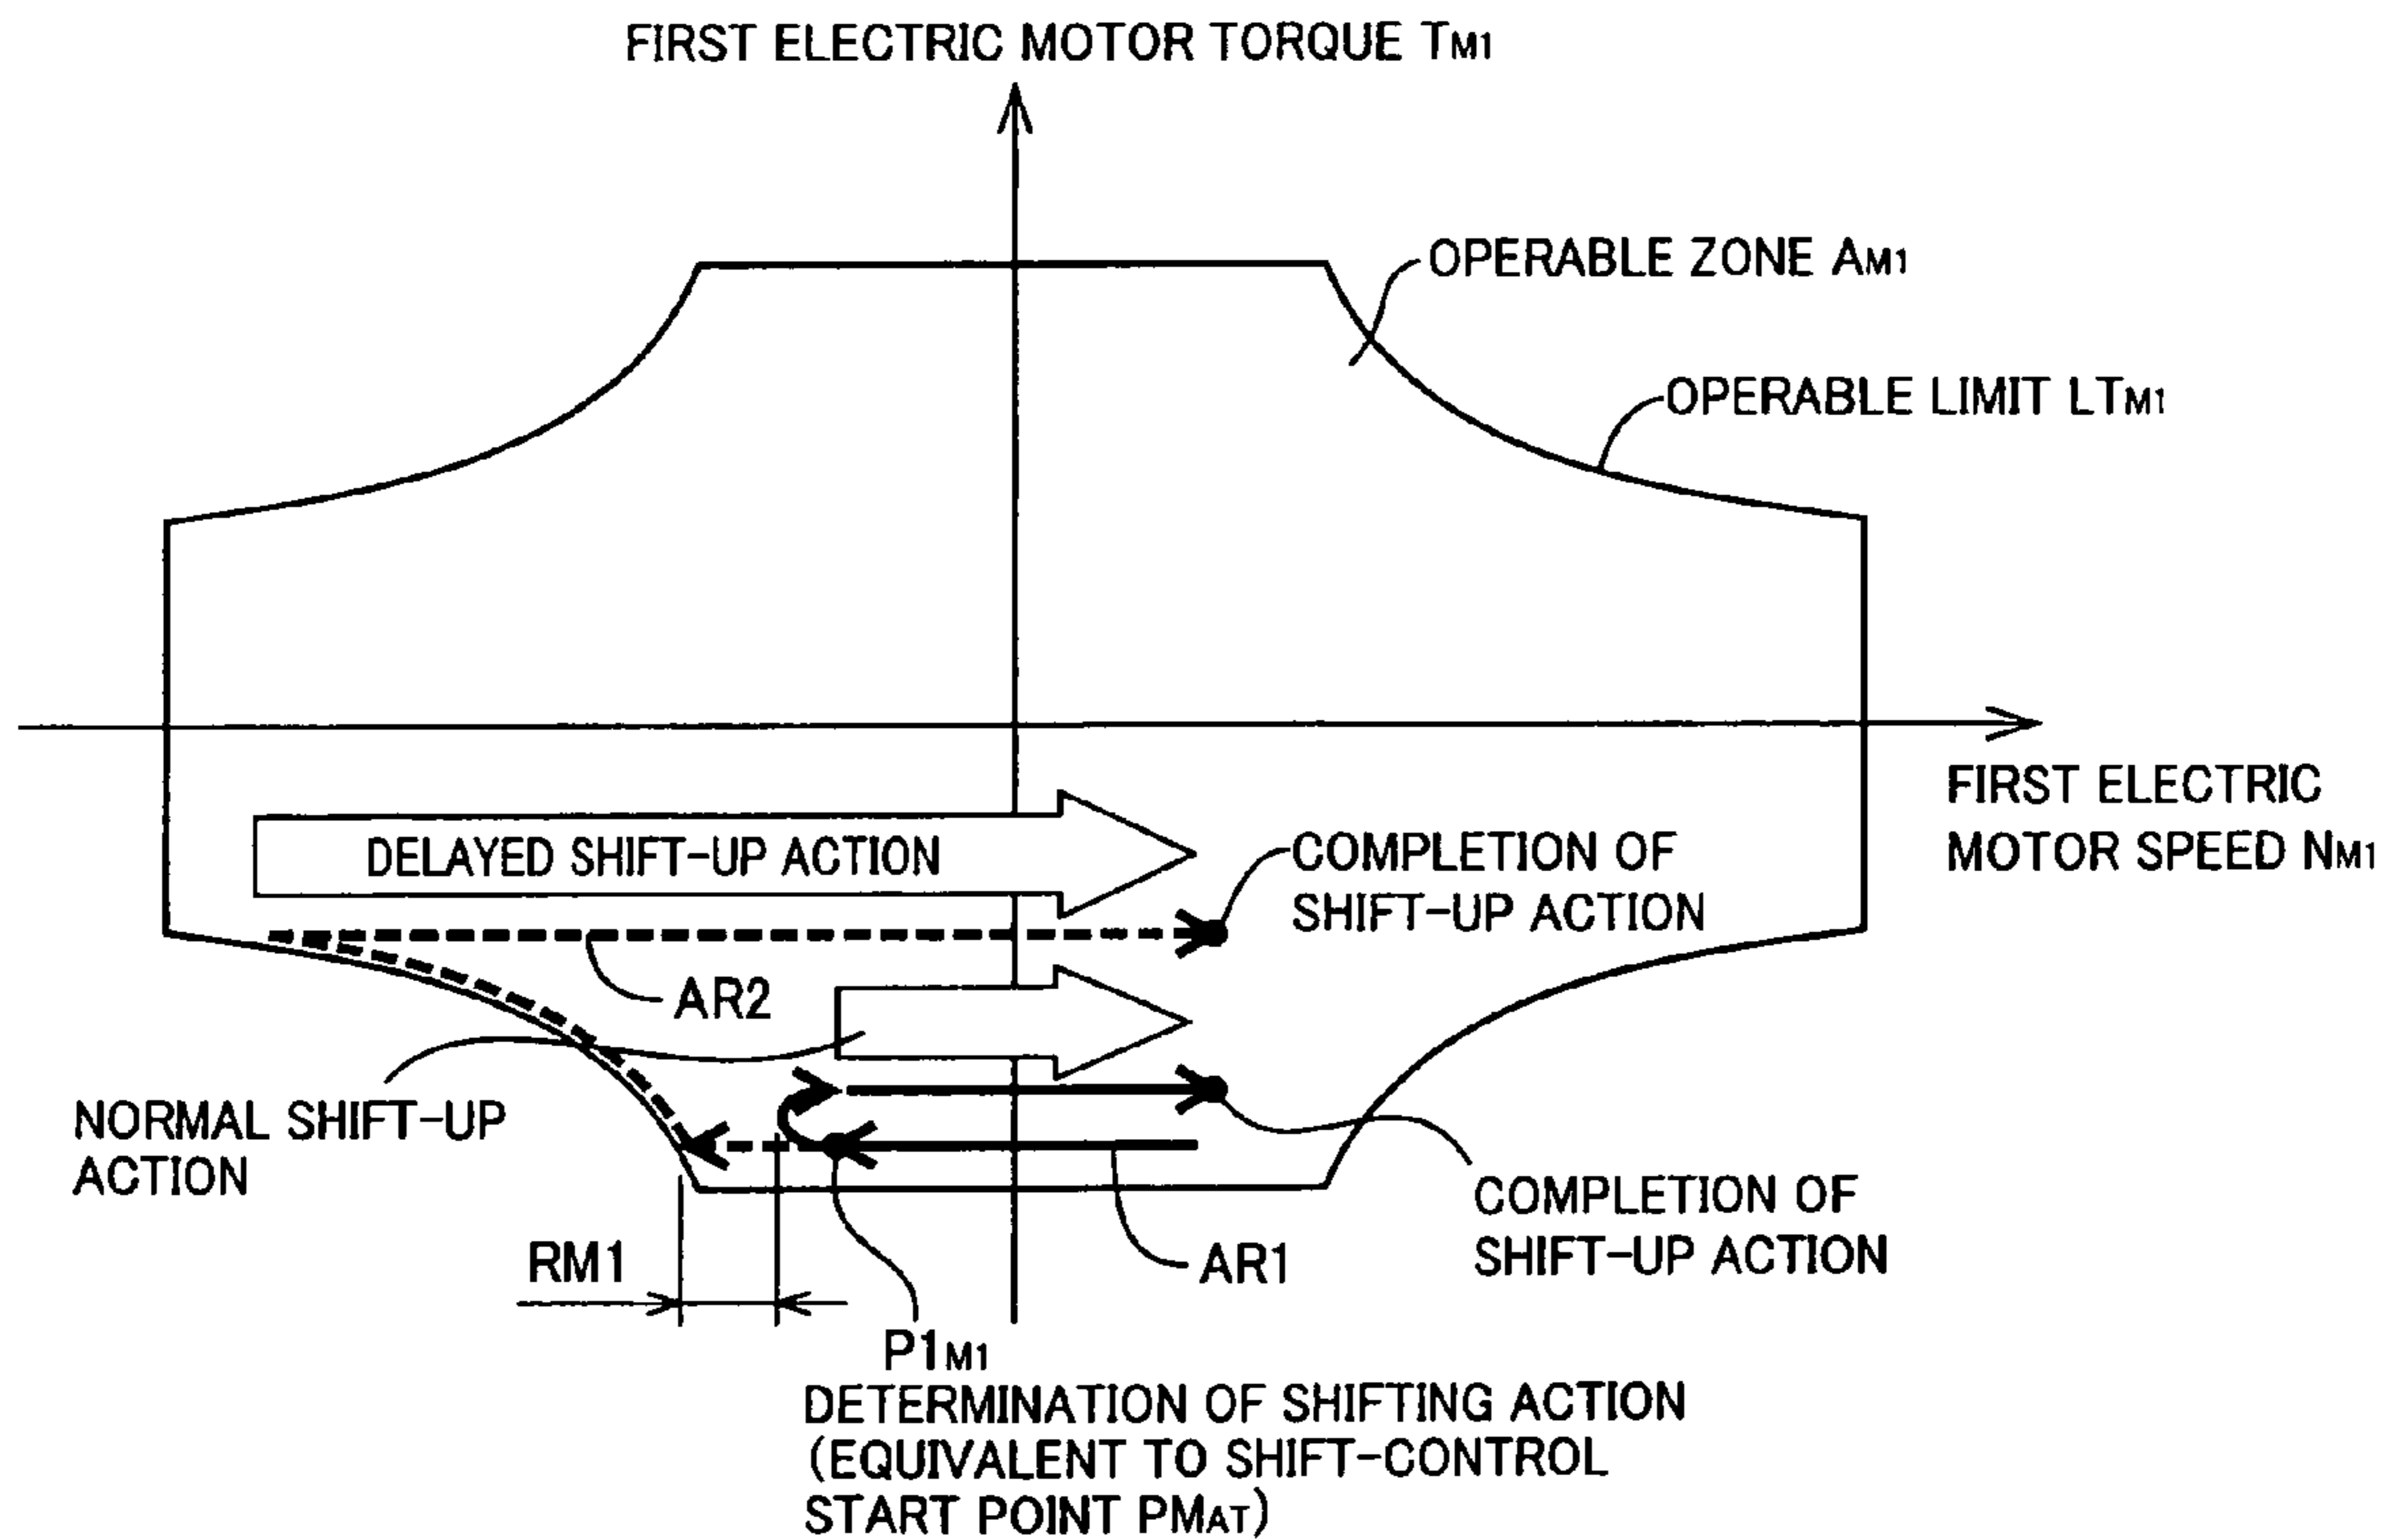 FIRST ELECTRIC MOTOR TORQUE TM1
OPERABLE ZONE AM1
OPERABLE LIMIT LTM1
FIRST ELECTRIC
MOTOR SPEED NM1
DELAYED SHIFT-UP ACTION
COMPLETION OF
SHIFT-UP ACTION
AR2
NORMAL SHIFT-UP
ACTION
COMPLETION OF
SHIFT-UP ACTION
RM1
AR1
P1M1
DETERMINATION OF SHIFTING ACTION
(EQUIVALENT TO SHIFT-CONTROL
START POINT PMAT)